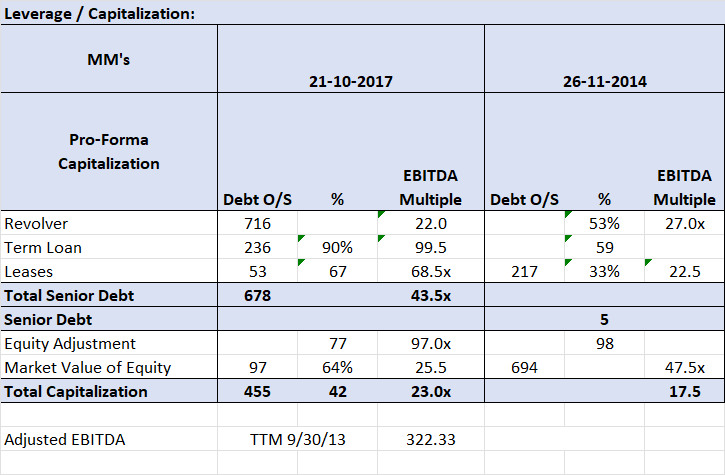 Leverage / Capitalization:
MM's 21-10-2017 26-11-2014
Pro-Forma
Capitalization
EBITDA EBITDA
Debt O/S % Multiple Debt O/S % Multiple
Revolver 716 22.0 53% 27.0x
Term Loan 236 90% 99.5 59
Leases 53 67 68.5x 217 33% 22.5
Total Senior Debt 678 43.5x
Senior Debt 5
Equity Adjustment 77 97.0x 98
Market Value of Equity 97 64% 25.5 694 47.5x
Total Capitalization 455 42 23.0x 17.5
Adjusted EBITDA TTM 9/30/13 322.33